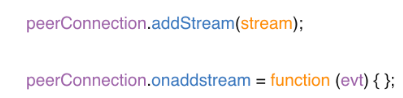 peerConnection.addStream(stream);
peerConnection.onaddstream = function (evt) { };